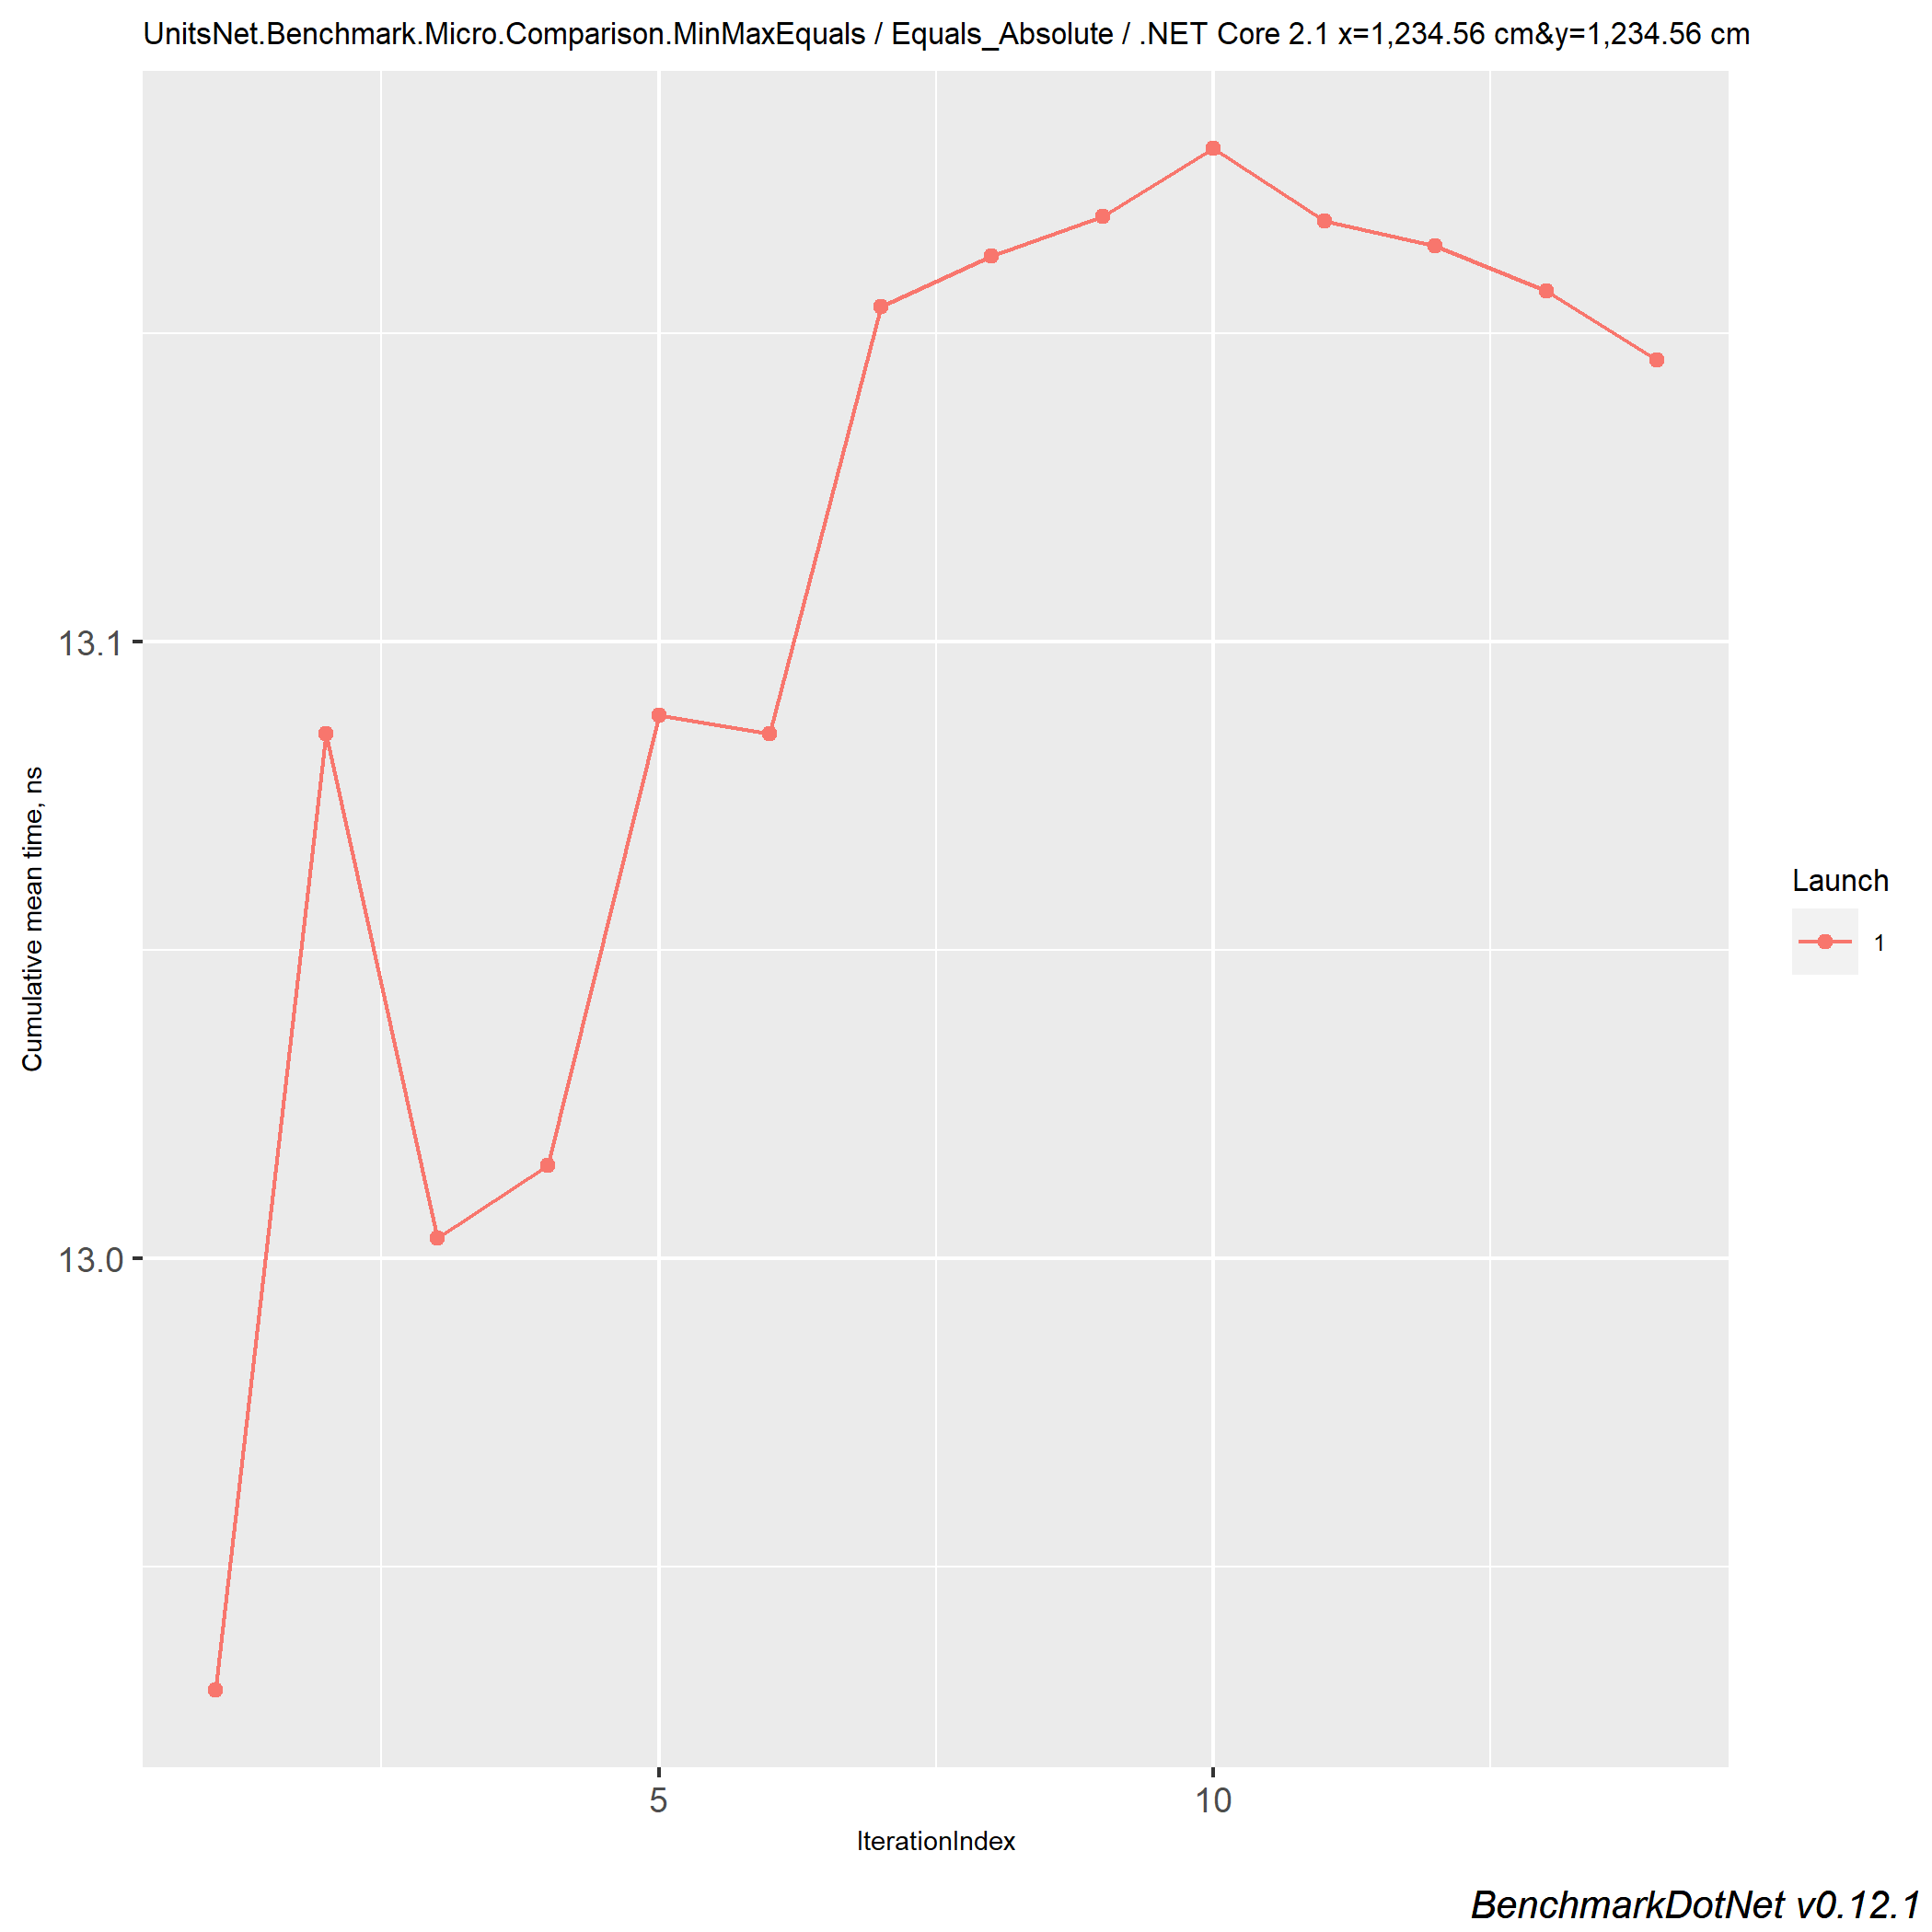 UnitsNet.Benchmark.Micro.Comparison.MinMaxEquals / Equals_Absolute / .NET Core 2.1 x=1,234.56 cm&y=1,234.56 cm
13.1
13.0
Cumulative mean time, ns
5
10
IterationIndex
Launch
1
BenchmarkDotNet v0.12.1